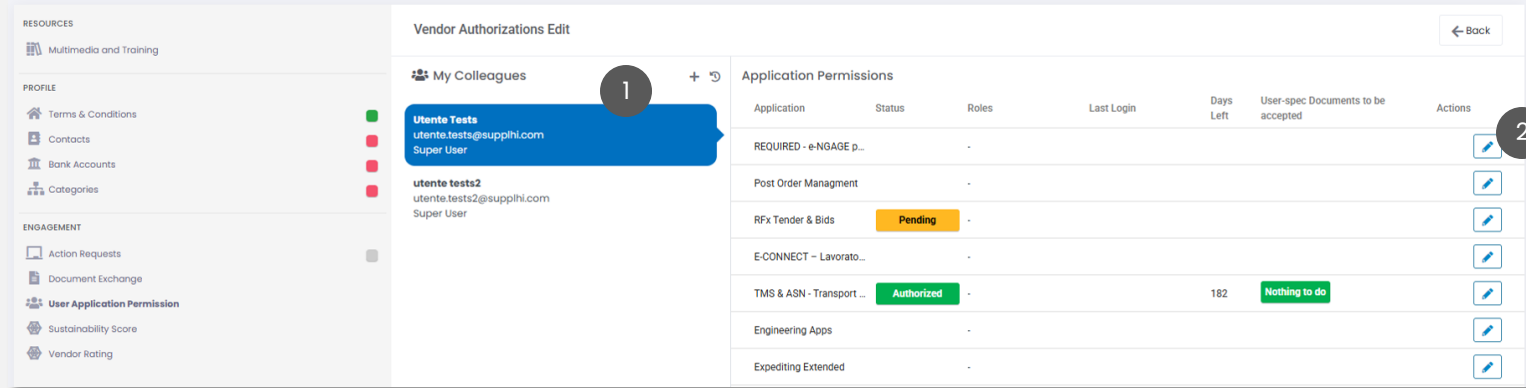 RESOURCES
Multimedia and Training
PROFILE
Terms & Conditions
Contacts
Bank Accounts
Categories
ENGAGEMENT
Action Requests
Document Exchange
User Application Permission
Sustainability Score
Vendor Rating
Vendor Authorizations Edit
Back
My Colleagues
1
Utente Tests
utente.tests@supplhi.com
Super User
utente tests2
utente.tests2@supplhi.com
Super User
Application Permissions
Application Status Roles Last Login Days Left User-spec Documents to be accepted Actions
2
REQUIRED - e-NGAGE p... -
Post Order Managment -
RFx Tender & Bids Pending -
E-CONNECT – Lavorato... -
TMS & ASN - Transport ... Authorized - 182 Nothing to do
Engineering Apps -
Expediting Extended -